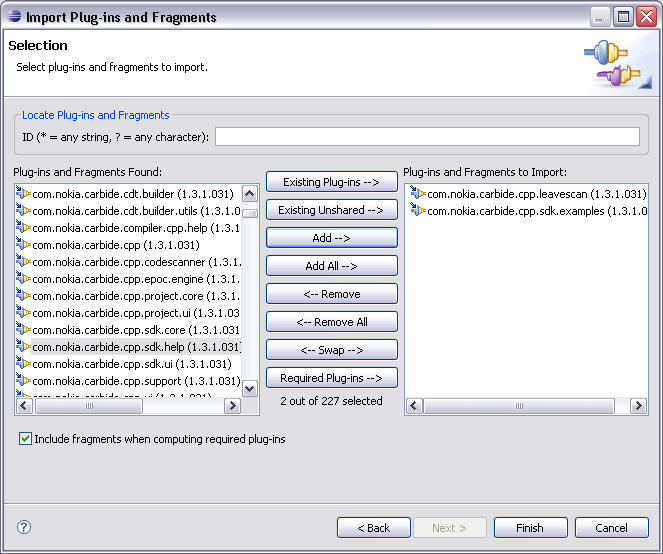 Import Plug-ins and Fragments
Selection
Select plug-ins and fragments to import.
Locate Plug-ins and Fragments
ID (* = any string, ? = any character):
Plug-ins and Fragments Found:
com.nokia.carbide.cdt.builder (1.3.1.031)
com.nokia.carbide.cdt.builder.utils (1.3.1.0
com.nokia.carbide.compiler.cpp.help (1.3.1
com.nokia.carbide.cpp (1.3.1.031)
com.nokia.carbide.cpp.codescanner (1.3.1.
com.nokia.carbide.cpp.epoc.engine (1.3.1.
com.nokia.carbide.cpp.project.core (1.3.1.
com.nokia.carbide.cpp.project.ui (1.3.1.03
com.nokia.carbide.cpp.sdk.core (1.3.1.031
com.nokia.carbide.cpp.sdk.help (1.3.1.031)
com.nokia.carbide.cpp.sdk.ui (1.3.1.031)
com.nokia.carbide.cpp.support (1.3.1.031)
com.nokia.carbide.cpp.ui (1.3.1.031)
Existing Plug-ins -->
Existing Unshared -->
Add -->
Add All -->
<-- Remove
<-- Remove All
<-- Swap -->
Required Plug-ins -->
2 out of 227 selected
Plug-ins and Fragments to Import:
com.nokia.carbide.cpp.leavescan (1.3.1.031)
com.nokia.carbide.cpp.sdk.examples (1.3.1.0
Include fragments when computing required plug-ins
?
< Back
Next >
Finish
Cancel